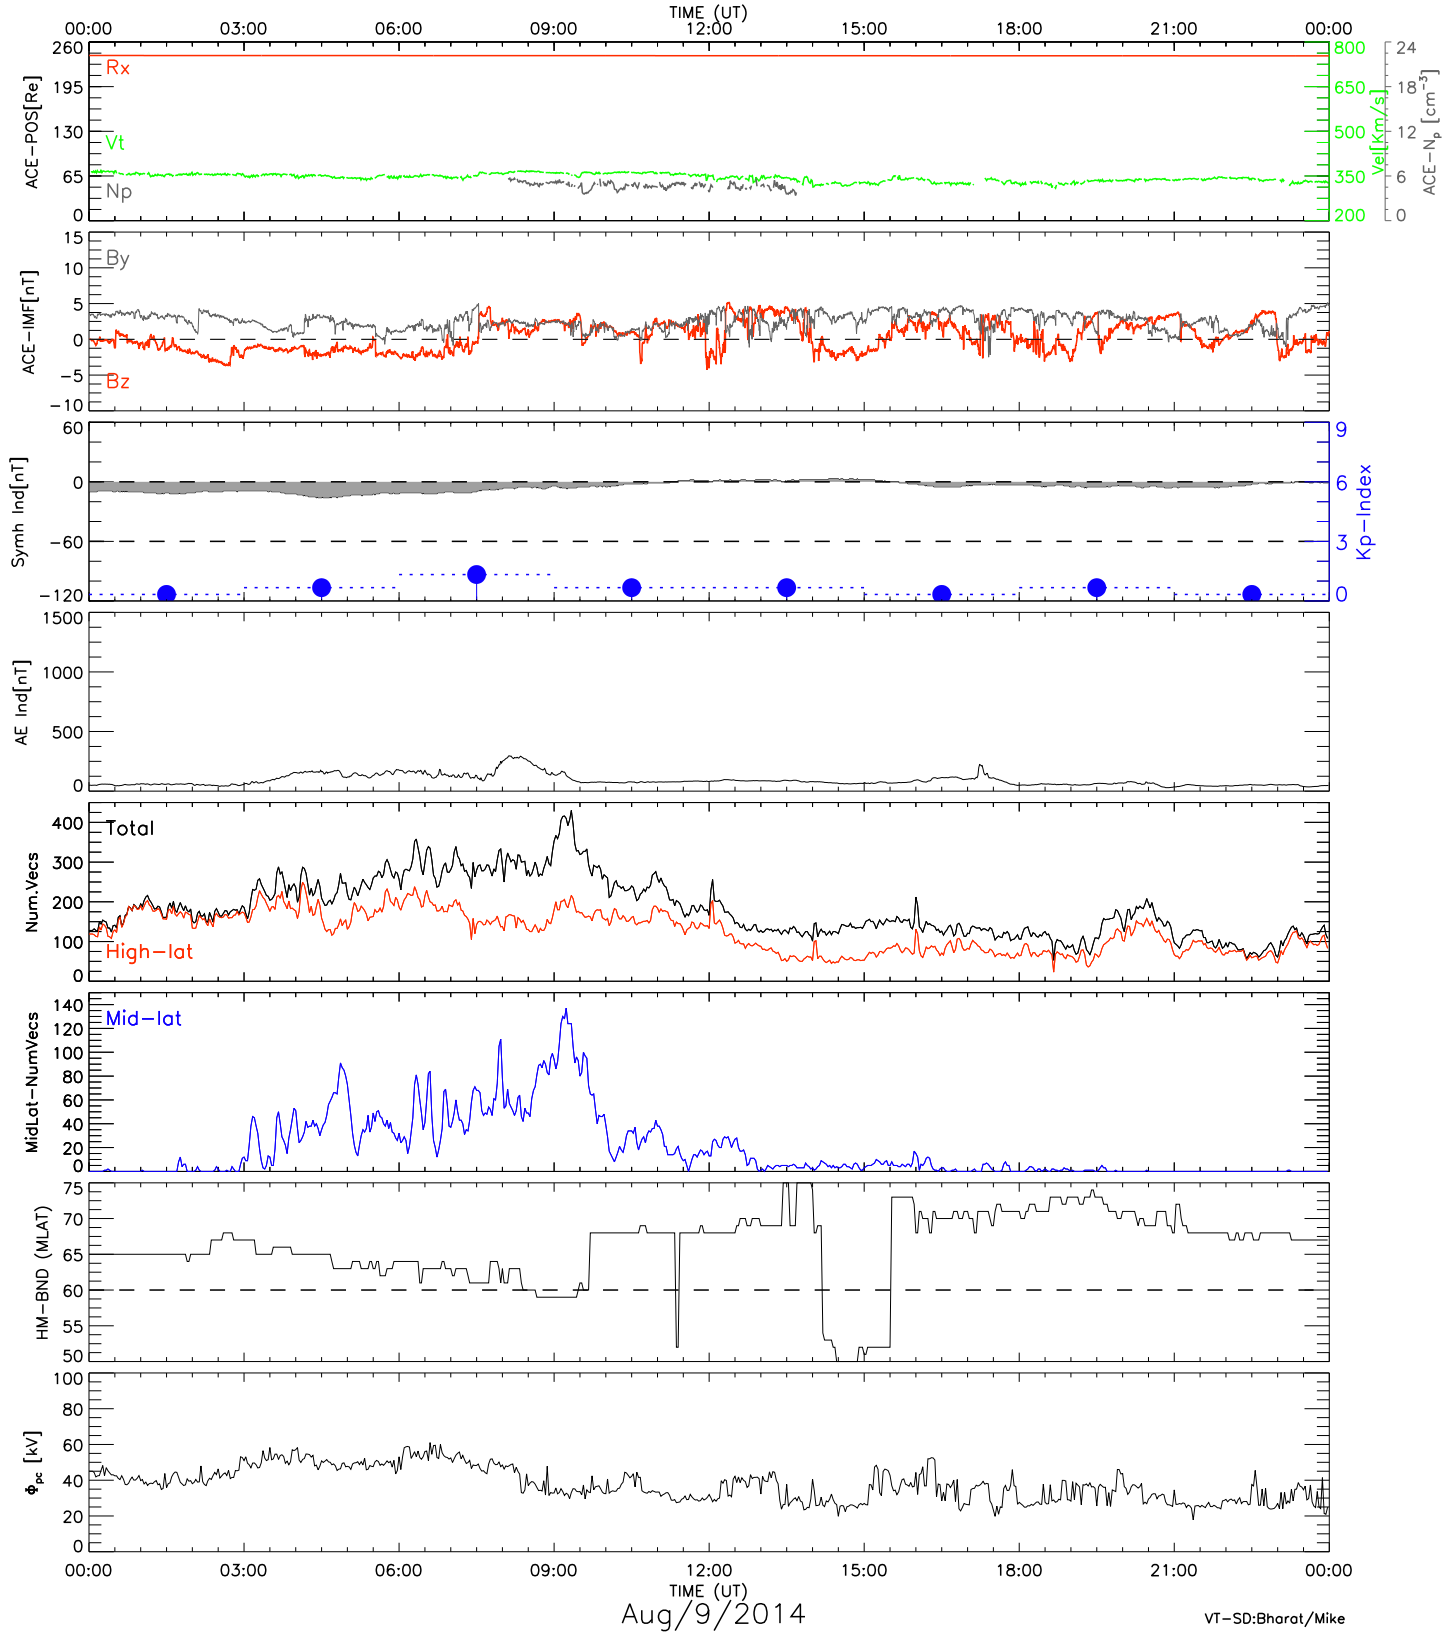 TIME (UT)
00:00 03:00 06:00 09:00 12:00 15:00 18:00 21:00 00:00
260 195 130 65 0
ACE-POS[Re]
Rx
Vt
Np
800 650 500 350 200
Vel[Km/s]
24 18 12 6 0
ACE-Np [cm-3]
15 10 5 0 -5 -10
ACE-IMF[nT]
By
Bz
60 0 -60 -120
Symh Ind[nT]
9 6 3 0
Kp-Index
1500 1000 500 0
AE Ind[nT]
400 300 200 100 0
Num.Vecs
Total
High-lat
140 120 100 80 60 40 20 0
MidLat-NumVecs
Mid-lat
75 70 65 60 55 50
HM-BND (MLAT)
100 80 60 40 20 0
Φpc [kV]
00:00 03:00 06:00 09:00 12:00 15:00 18:00 21:00 00:00
TIME (UT)
Aug/9/2014
VT-SD:Bharat/Mike